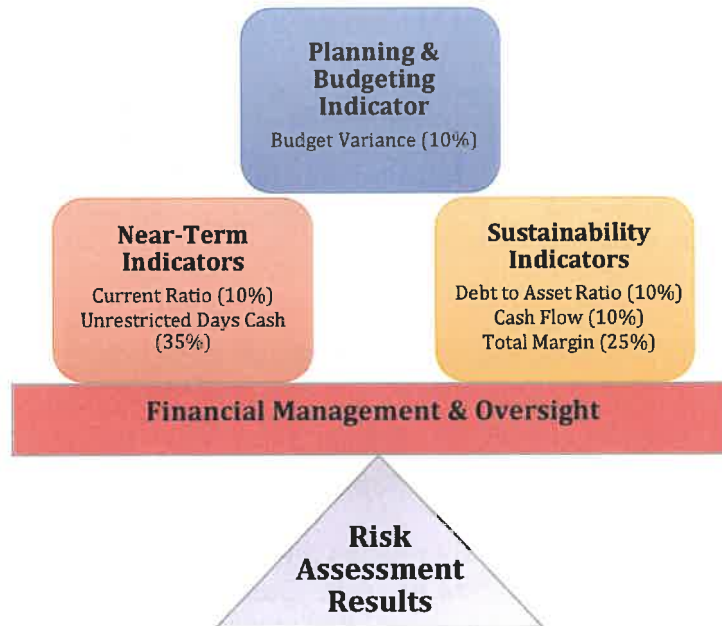 Planning &
Budgeting
Indicator
Budget Variance (10%)
Near-Term
Indicators
Current Ratio (10%)
Unrestricted Days Cash
(35%)
Sustainability
Indicators
Debt to Asset Ratio (10%)
Cash Flow (10%)
Total Margin (25%)
Financial Management & Oversight
Risk
Assessment
Results